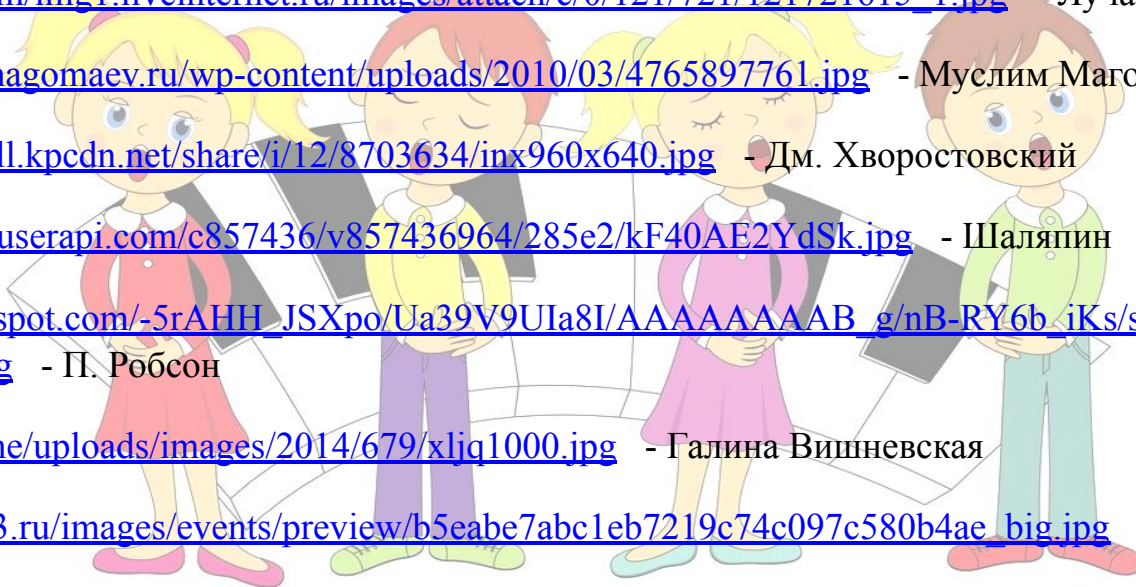 magomaev.ru/wp-content/uploads/2010/03/4765897761.jpg - Муслим Маго
ll.kpcdn.net/share/i/12/8703634/inx960x640.jpg - Дм. Хворостовский
userapi.com/c857436/v857436964/285e2/kF40AE2YdSk.jpg - Шаляпин
spot.com/-5rAHH_JSXpo/Ua39V9UIa8I/AAAAAAAAB_g/nB-RY6b_iKs/s
g - П. Робсон
ne/uploads/images/2014/679/xljq1000.jpg - Галина Вишневская
3.ru/images/events/preview/b5eabe7abc1eb7219c74c097c580b4ae_big.jpg